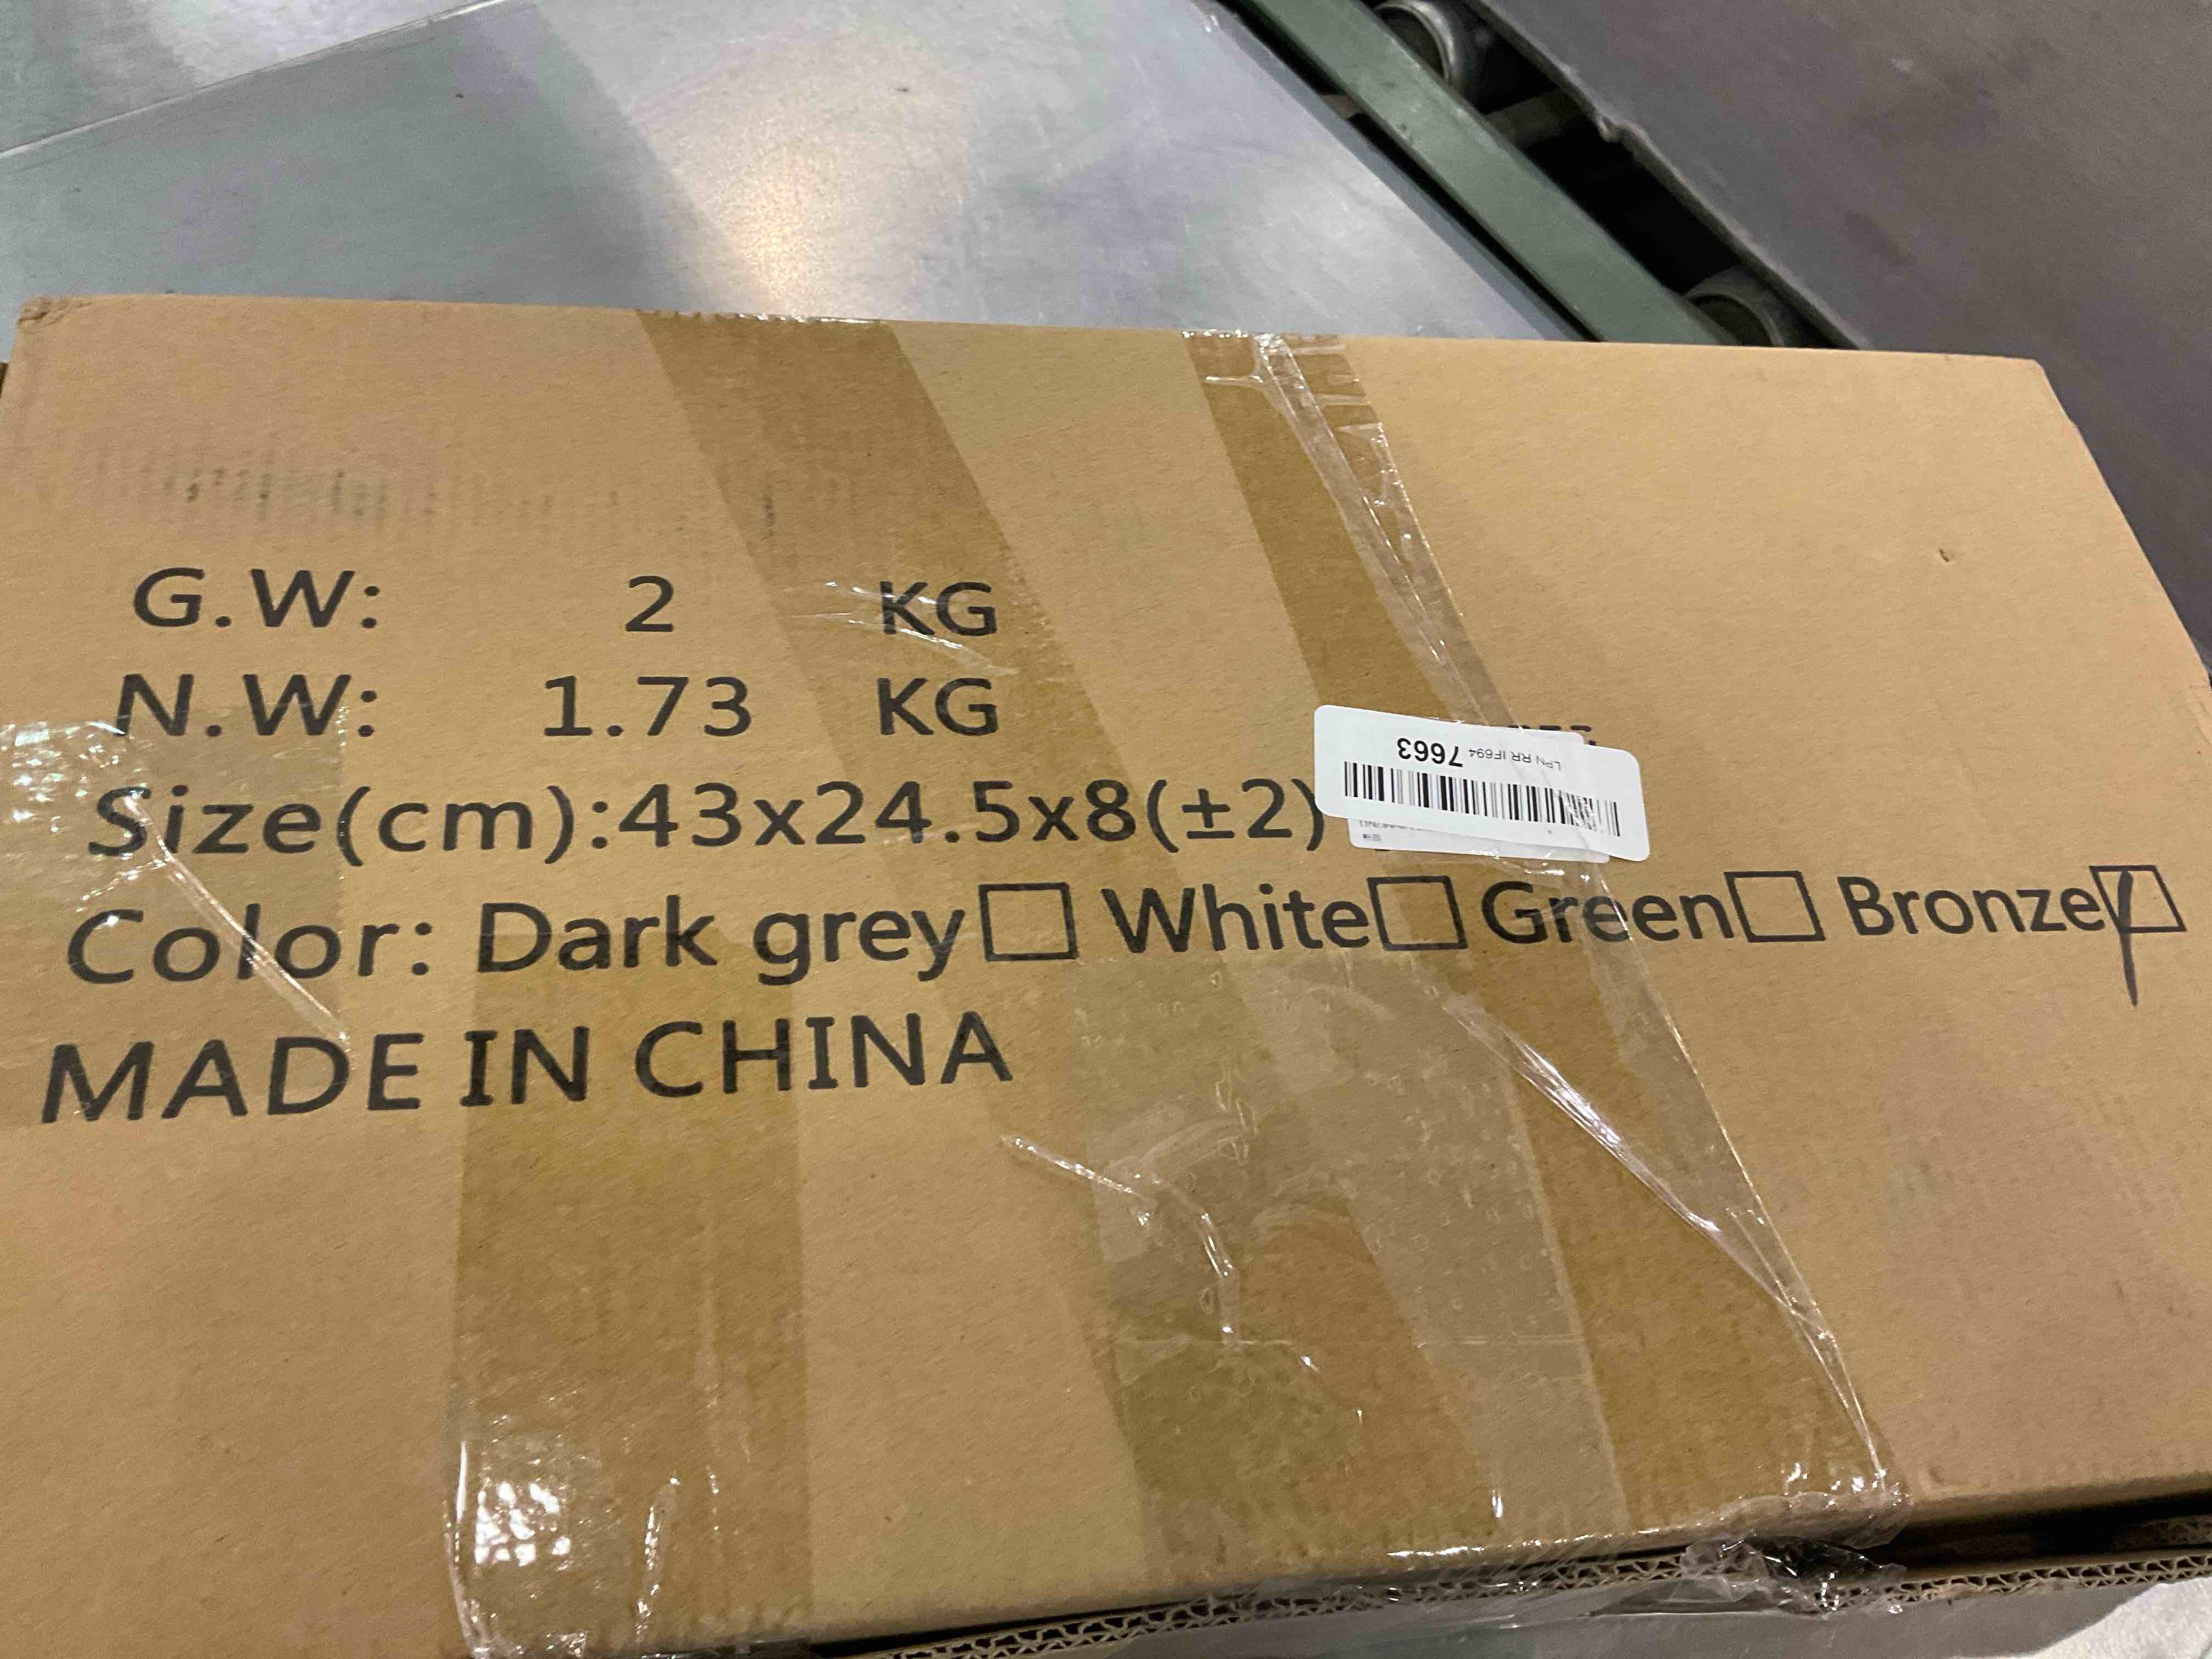 G.W: 2 KG
N.W: 1.73 KG
Size(cm):43x24.5x8(±2)
LPN RR IF694 7663
Color: Dark grey☐ White☐ Green☐ Bronze☑
MADE IN CHINA